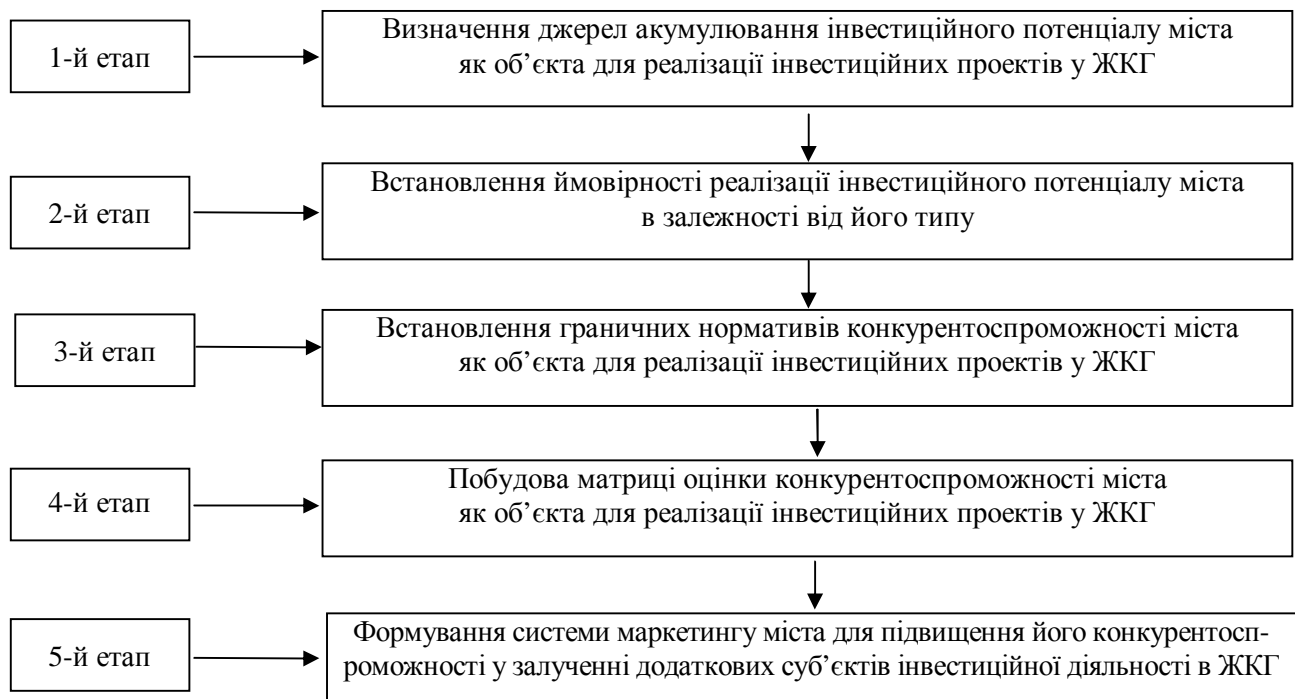 1-й етап
Визначення джерел акумулювання інвестиційного потенціалу міста
як об’єкта для реалізації інвестиційних проектів у ЖКГ
2-й етап
Встановлення ймовірності реалізації інвестиційного потенціалу міста
в залежності від його типу
3-й етап
Встановлення граничних нормативів конкурентоспроможності міста
як об’єкта для реалізації інвестиційних проектів у ЖКГ
4-й етап
Побудова матриці оцінки конкурентоспроможності міста
як об’єкта для реалізації інвестиційних проектів у ЖКГ
5-й етап
Формування системи маркетингу міста для підвищення його конкурентосп-
роможності у залученні додаткових суб’єктів інвестиційної діяльності в ЖКГ